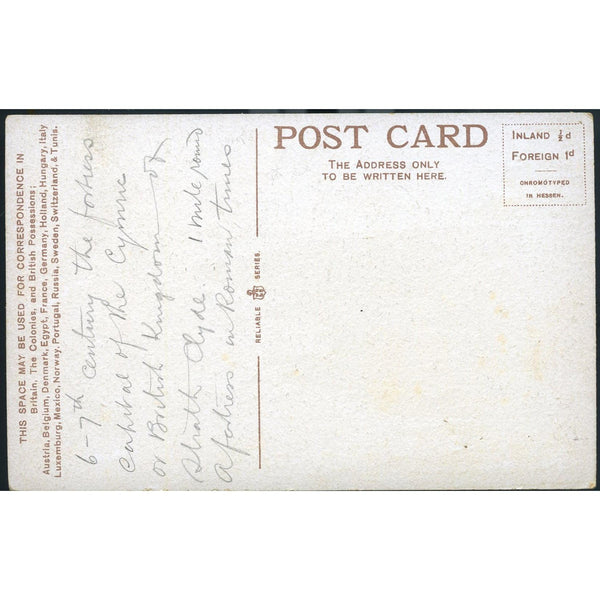 THIS SPACE MAY BE USED FOR CORRESPONDENCE IN
Britain, The Colonies, and British Possessions;
Austria, Belgium, Denmark, Egypt, France, Germany, Holland, Hungary, Italy
Luxemburg, Mexico, Norway, Portugal, Russia, Sweden, Switzerland, & Tunis.
6-7th century the fortress
capital of the Cymric
or British Kingdom of
Strath Clyde. 1 mile round
A fortress in Roman times
RELIABLE SERIES.
POST CARD
THE ADDRESS ONLY
TO BE WRITTEN HERE.
INLAND ½d
FOREIGN 1d
CHROMOTYPED
IN HESSEN.